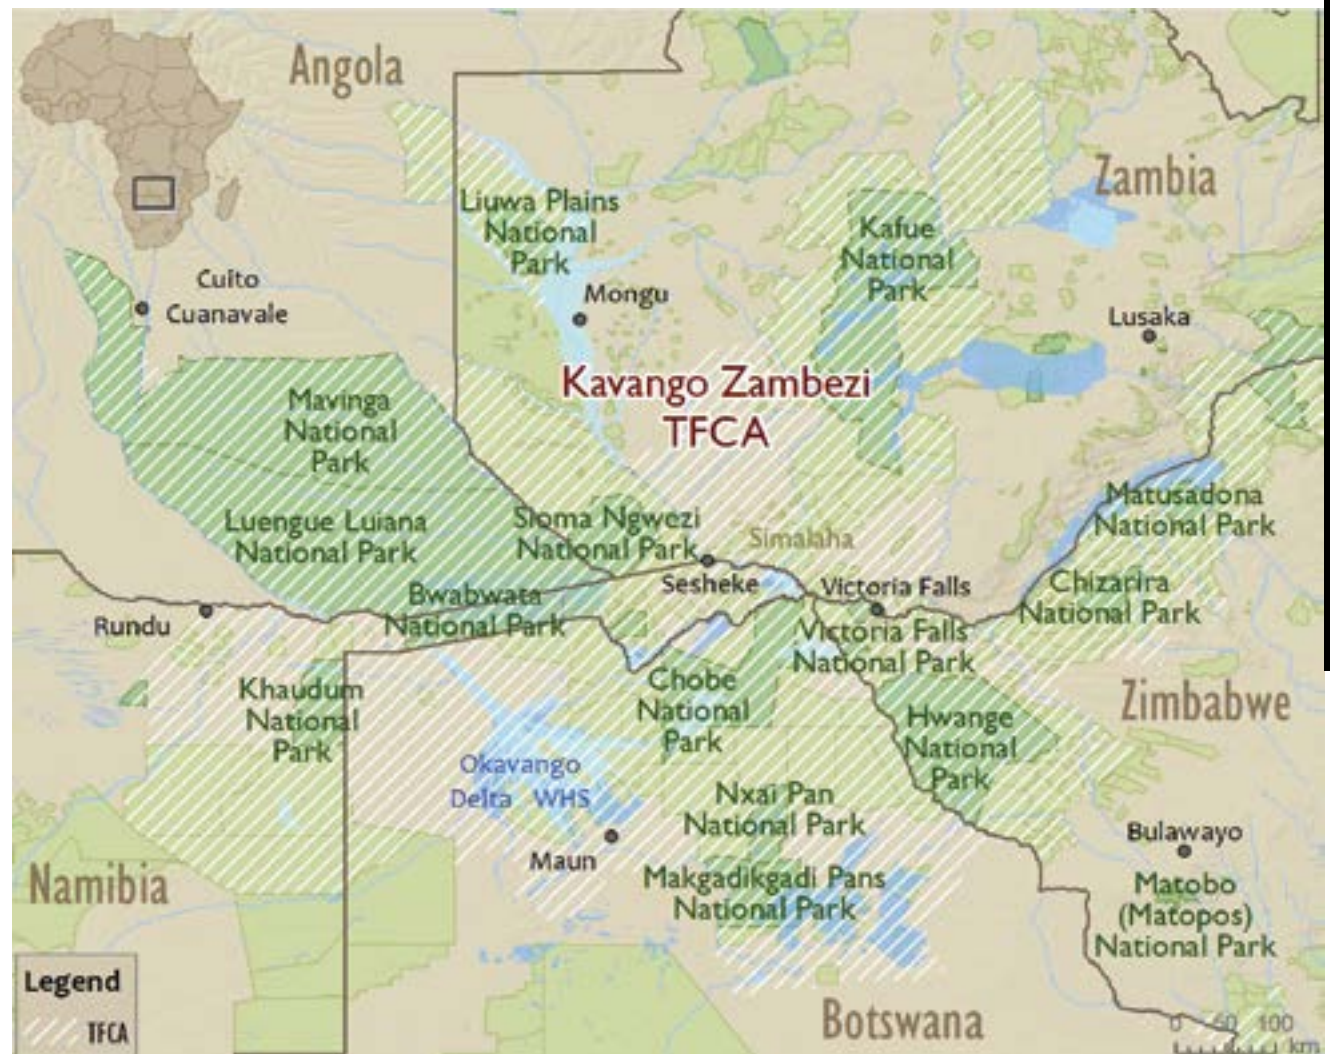 Angola
Zambia
Liuwa Plains
National
Park
Kafue
National
Park
Cuito
Cuanavale
Mongu
Lusaka
Kavango Zambezi
TFCA
Mavinga
National
Park
Luengue Luiana
National Park
Sioma Ngwezi
National Park
Simalaha
Matusadona
National Park
Sesheke
Victoria Falls
Chizarira
National Park
Bwabwata
National Park
Rundu
Victoria Falls
National Park
Khaudum
National
Park
Chobe
National
Park
Zimbabwe
Hwange
National
Park
Okavango
Delta WHS
Nxai Pan
National Park
Maun
Bulawayo
Namibia
Makgadikgadi Pans
National Park
Matobo
(Matopos)
National Park
Botswana
Legend
TFCA
0 60 100
km